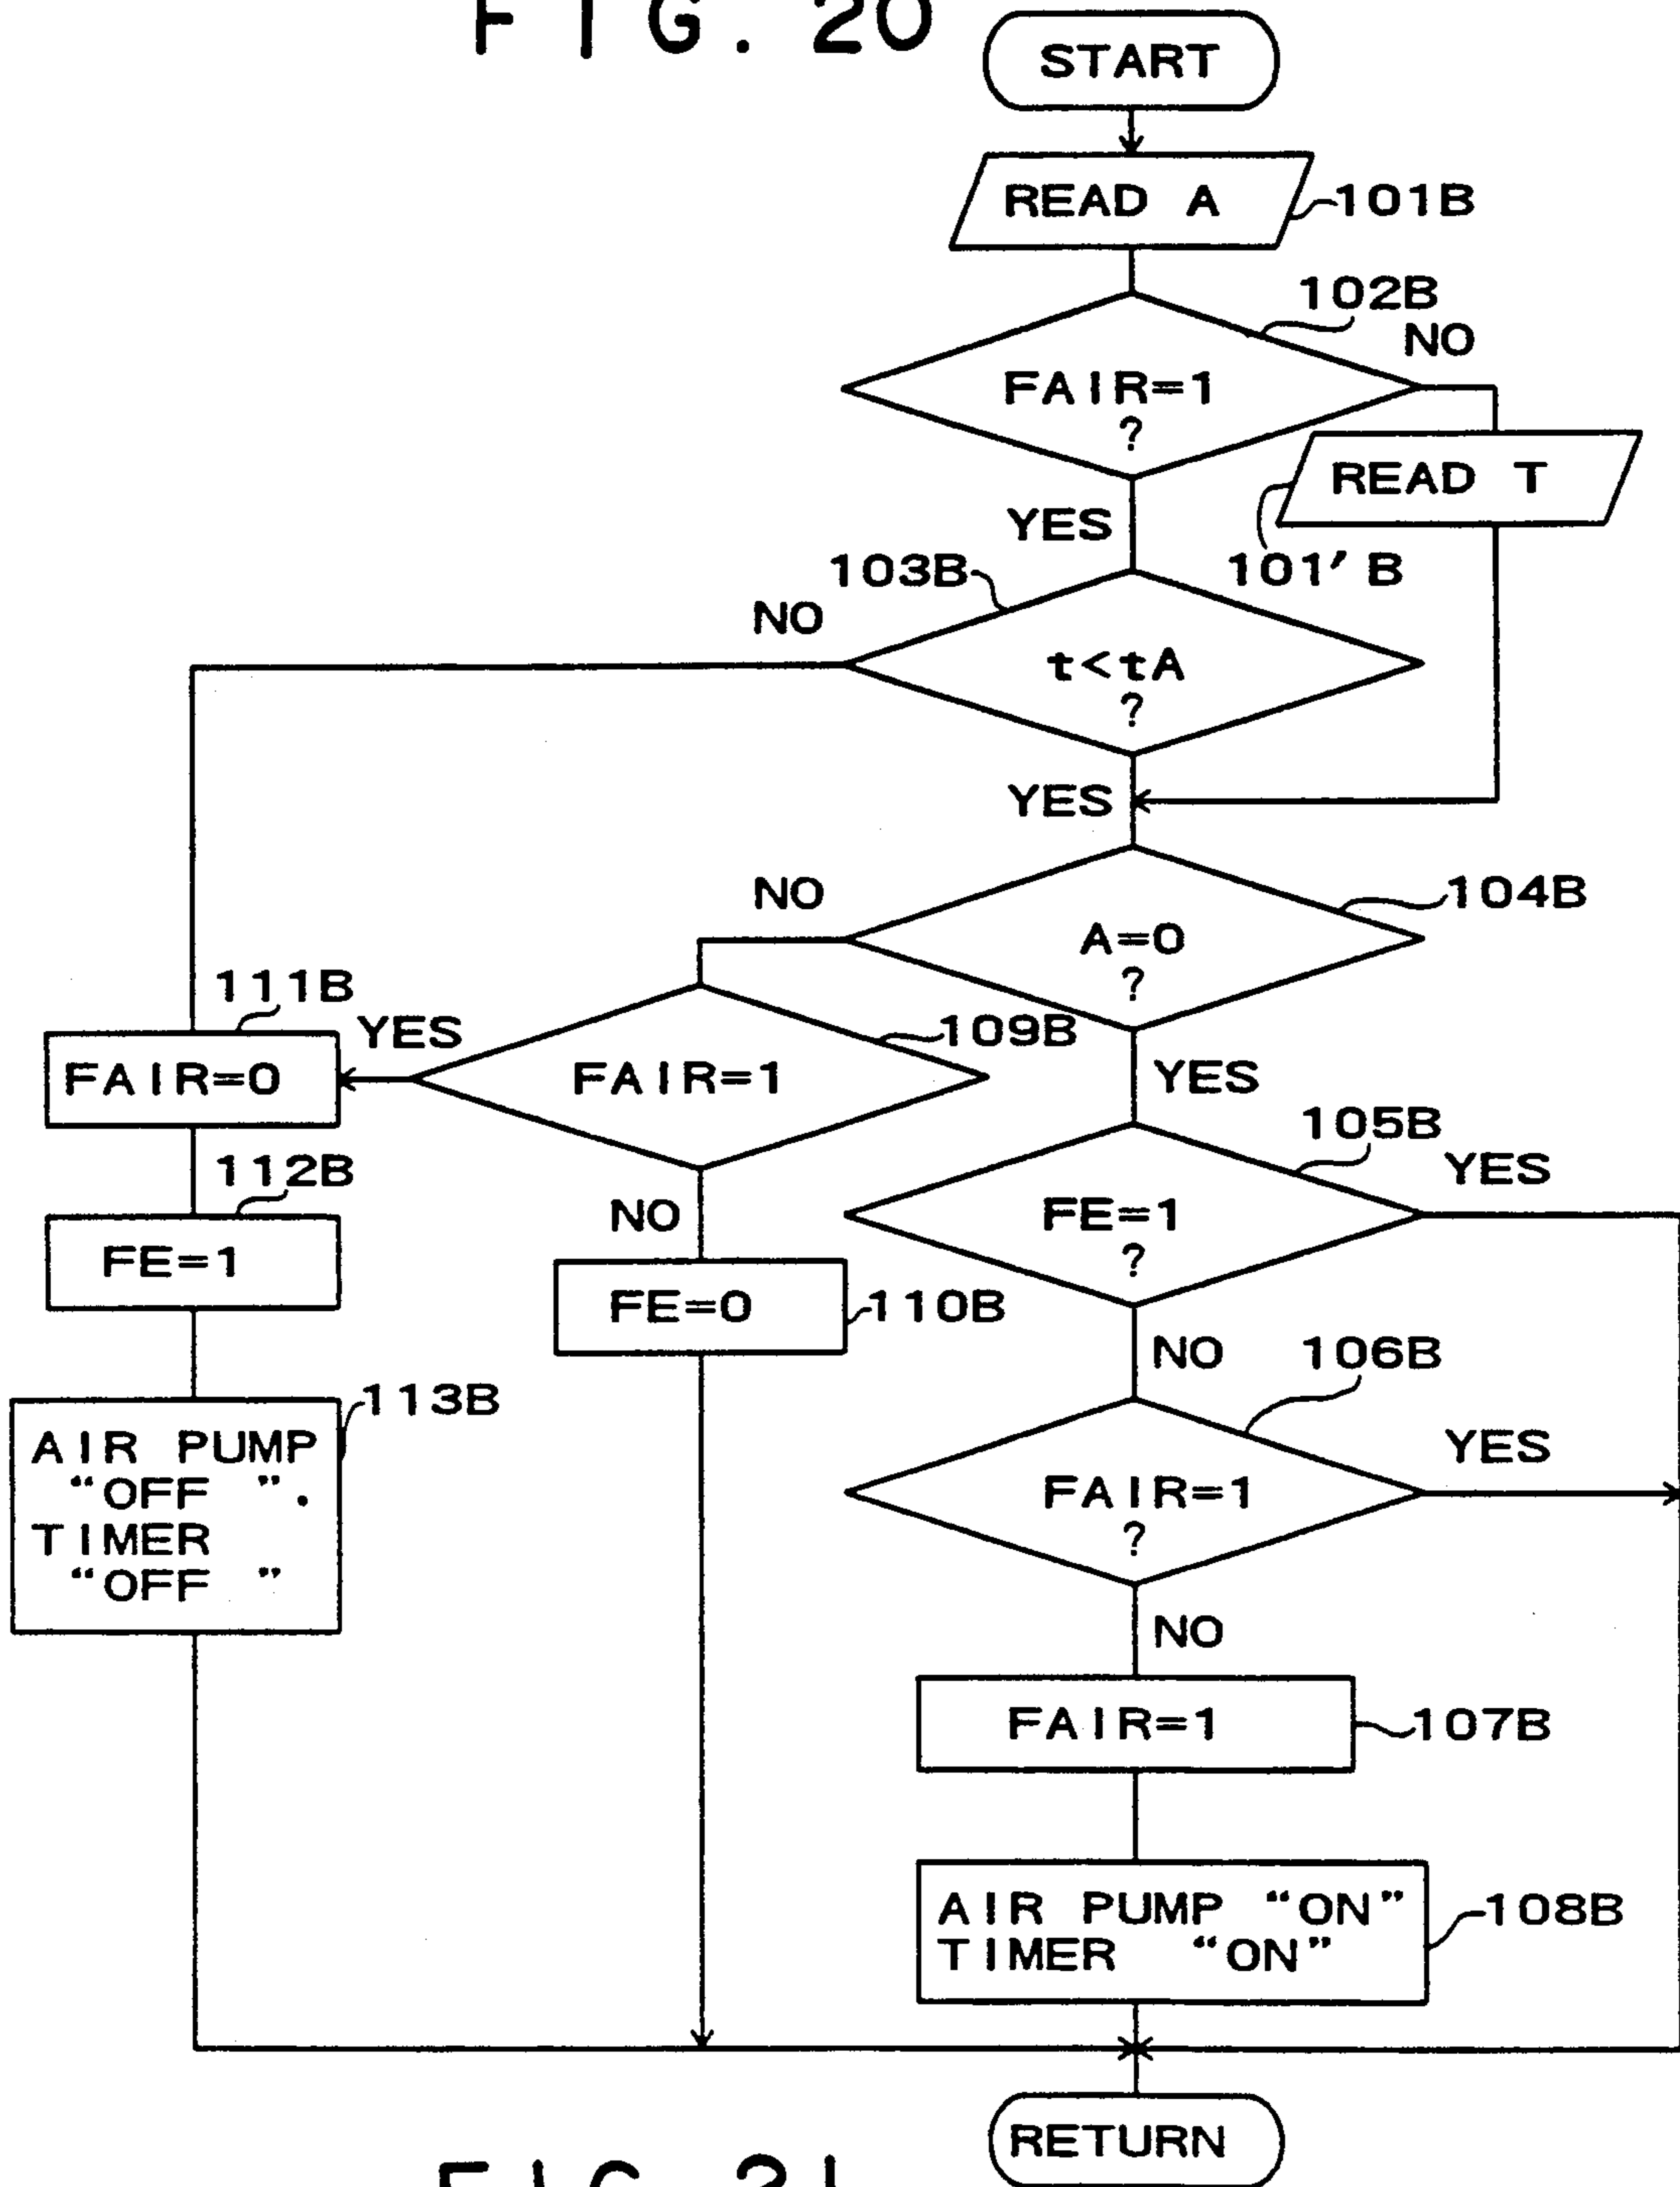 FIG. 20
START
READ A
101B
102B
NO
FAIR=1
?
READ T
YES
101'B
103B
NO
t<tA
?
YES
NO
104B
A=0
?
111B
YES
109B
FAIR=0
FAIR=1
YES
105B
112B
YES
FE=1
NO
FE=1
?
FE=0
110B
NO
106B
113B
AIR PUMP
"OFF ".
TIMER
"OFF "
YES
FAIR=1
?
NO
FAIR=1
107B
AIR PUMP "ON"
TIMER "ON"
108B
RETURN
FIG. 21